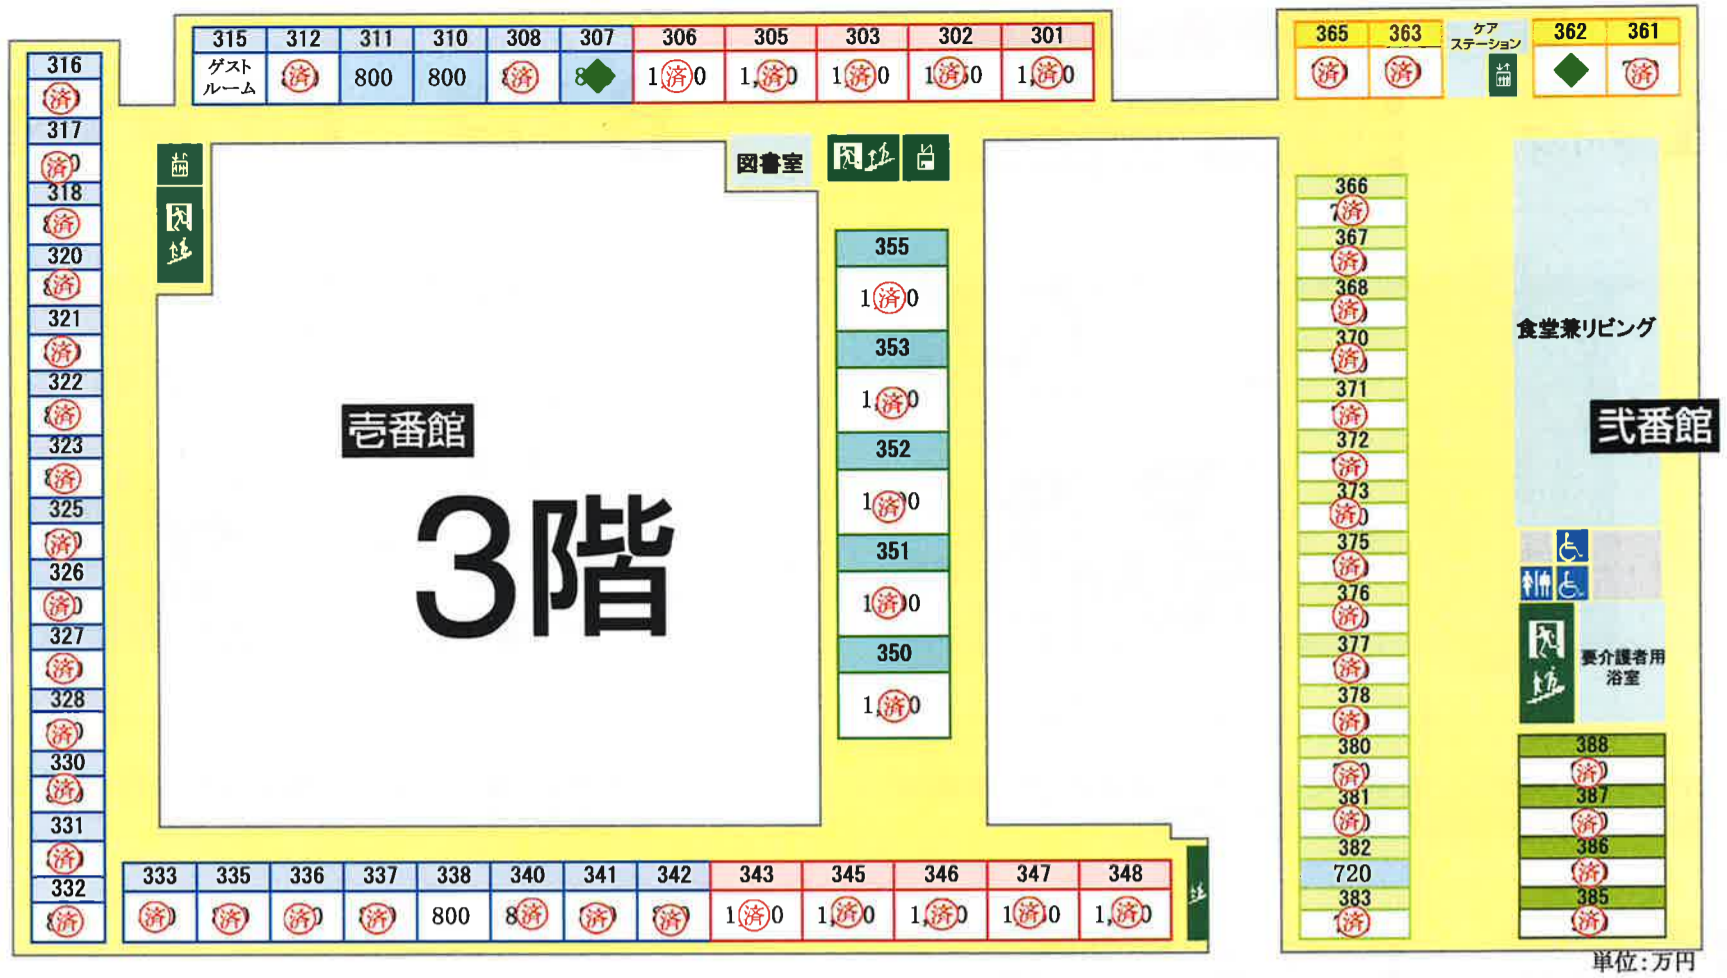 315 312 311 310 308 307 306 305 303 302 301
ゲスト
ルーム
済 800 800 済 済 済 済 済 済
365 363 ケア
ステーション
362 361
済 済 済
316
済
317
済
318
済
320
済
321
済
322
済
323
済
325
済
326
済
327
済
328
済
330
済
331
済
332
済
図書室
355
済
353
済
352
済
351
済
350
済
壱番館
3階
366
済
367
済
368
済
370
済
371
済
372
済
373
済
375
済
376
済
377
済
378
済
380
済
381
済
382
720
383
済
食堂兼リビング
弐番館
要介護者用
浴室
388
済
387
済
386
済
385
済
333 335 336 337 338 340 341 342 343 345 346 347 348
済 済 済 済 800 済 済 済 済 済 済 済 済
単位:万円